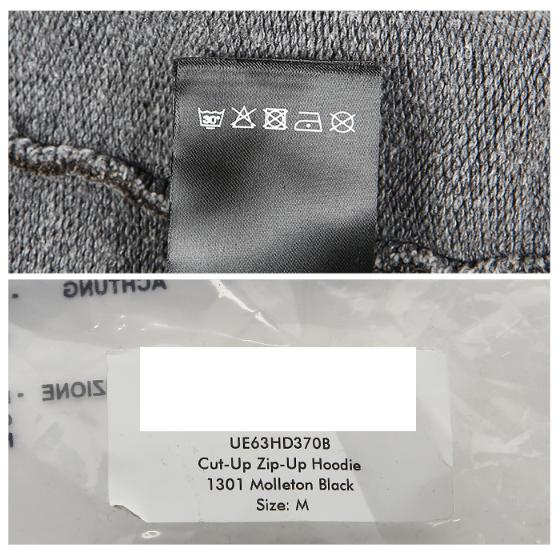 30°
ACHTUNG
ZIONE
UE63HD370B
Cut-Up Zip-Up Hoodie
1301 Molleton Black
Size: M